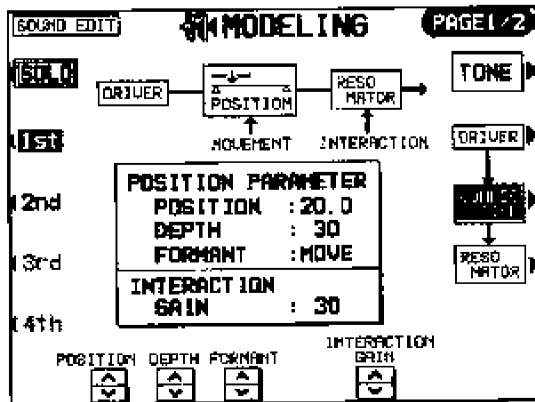 SOUND EDIT
MODELING
PAGE1/2
SOLO
TONE
DRIVER
POSITION
RESO
NATOR
MOVEMENT
INTERACTION
DRIVER
1st
2nd
3rd
4th
POSITION PARAMETER
POSITION :20.0
DEPTH : 30
FORMANT :MOVE
INTERACTION
GAIN : 30
RESO
NATOR
POSITION
DEPTH
FORMANT
INTERACTION
GAIN